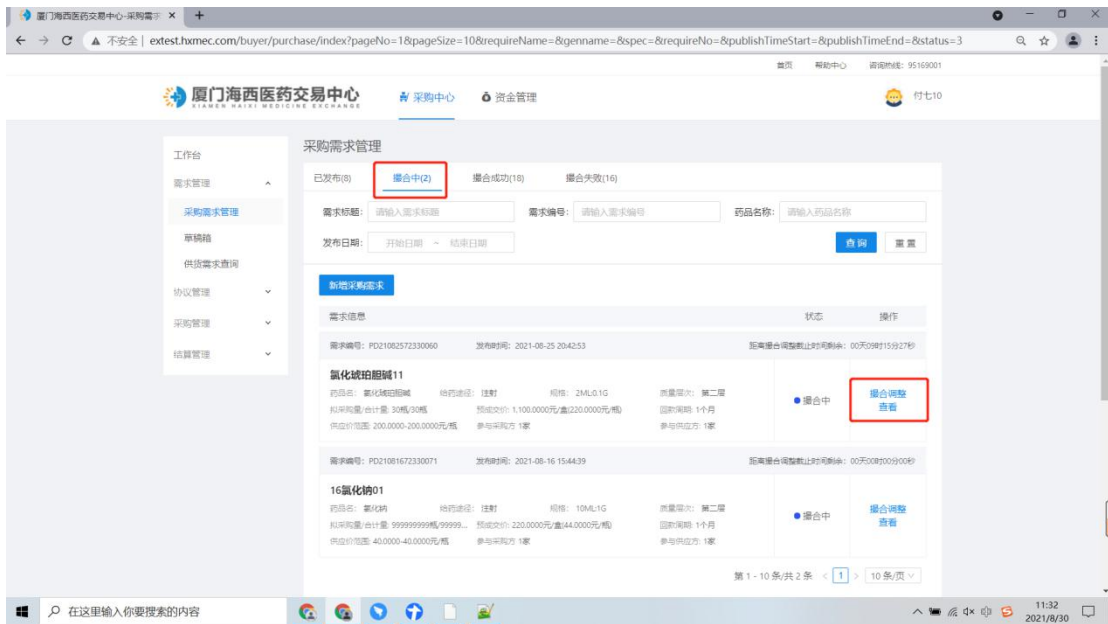 厦门海西医药交易中心-采购需求
不安全 | extest.hxmec.com/buyer/purchase/index?pageNo=1&pageSize=10&requireName=&genname=&spec=&requireNo=&publishTimeStart=&publishTimeEnd=&status=3
首页 帮助中心 咨询热线: 95169001
厦门海西医药交易中心 采购中心 资金管理 付七10
XIAMEN HAIXI MEDICINE EXCHANGE
工作台
需求管理
采购需求管理
草稿箱
供货需求查询
协议管理
采购管理
结算管理
采购需求管理
已发布(8) 撮合中(2) 撮合成功(18) 撮合失败(16)
需求标题: 请输入需求标题 需求编号: 请输入需求编号 药品名称: 请输入药品名称
发布日期: 开始日期 ~ 结束日期 查询 重置
新增采购需求
需求信息 状态 操作
需求编号: PD21082572330060 发布时间: 2021-08-25 20:42:53 距离撮合调整截止时间剩余: 00天09时15分27秒
氯化琥珀胆碱11
药品名: 氯化琥珀胆碱 给药途径: 注射 规格: 2ML:0.1G 质量层次: 第二层
拟采购量/合计量: 30瓶/30瓶 预成交价: 1,100.0000元/盒(220.0000元/瓶) 回款周期: 1个月
供应价范围: 200.0000-200.0000元/瓶 参与采购方 1家 参与供应方: 1家
撮合中
撮合调整
查看
需求编号: PD21081672330071 发布时间: 2021-08-16 15:44:39 距离撮合调整截止时间剩余: 00天00时00分00秒
16氯化钠01
药品名: 氯化钠 给药途径: 注射 规格: 10ML:1G 质量层次: 第二层
拟采购量/合计量: 999999999瓶/99999... 预成交价: 220.0000元/盒(44.0000元/瓶) 回款周期: 1个月
供应价范围: 40.0000-40.0000元/瓶 参与采购方 1家 参与供应方: 1家
撮合中
撮合调整
查看
第 1 - 10 条/共 2 条 < 1 > 10 条/页
在这里输入你要搜索的内容
11:32
2021/8/30